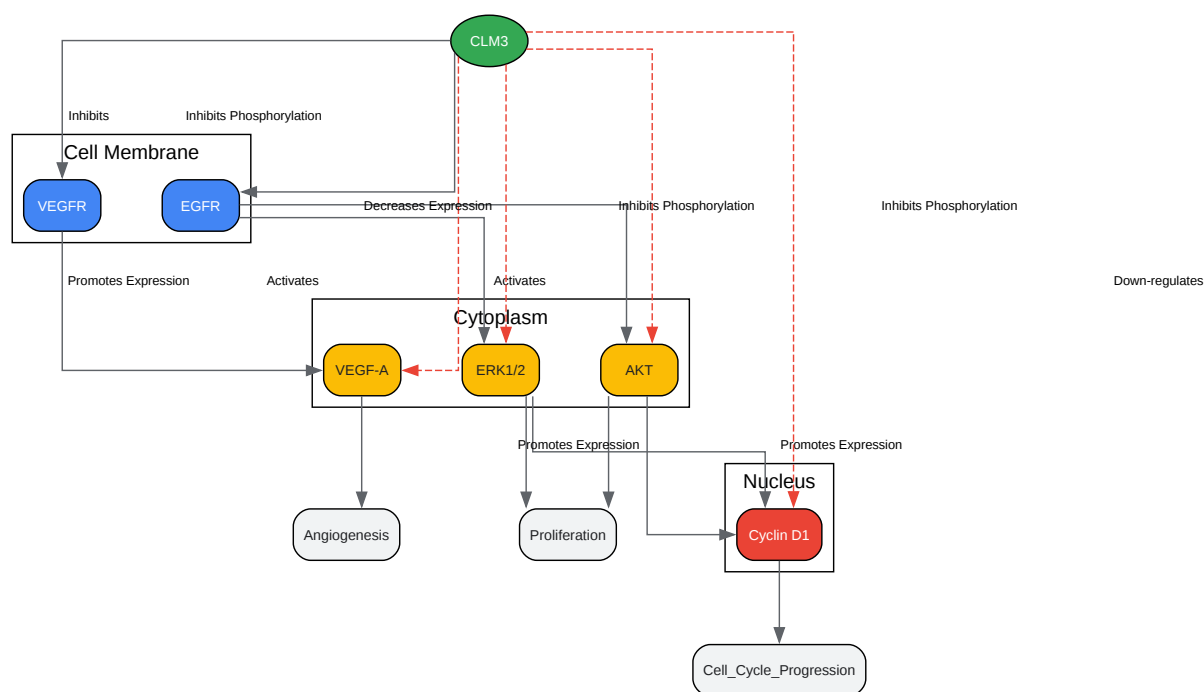 CLM3
Inhibits
Inhibits Phosphorylation
Cell Membrane
VEGFR
EGFR
Decreases Expression
Inhibits Phosphorylation
Inhibits Phosphorylation
Promotes Expression
Activates
Activates
Down-regulates
Cytoplasm
VEGF-A
ERK1/2
AKT
Promotes Expression
Promotes Expression
Nucleus
Angiogenesis
Proliferation
Cyclin D1
Cell_Cycle_Progression